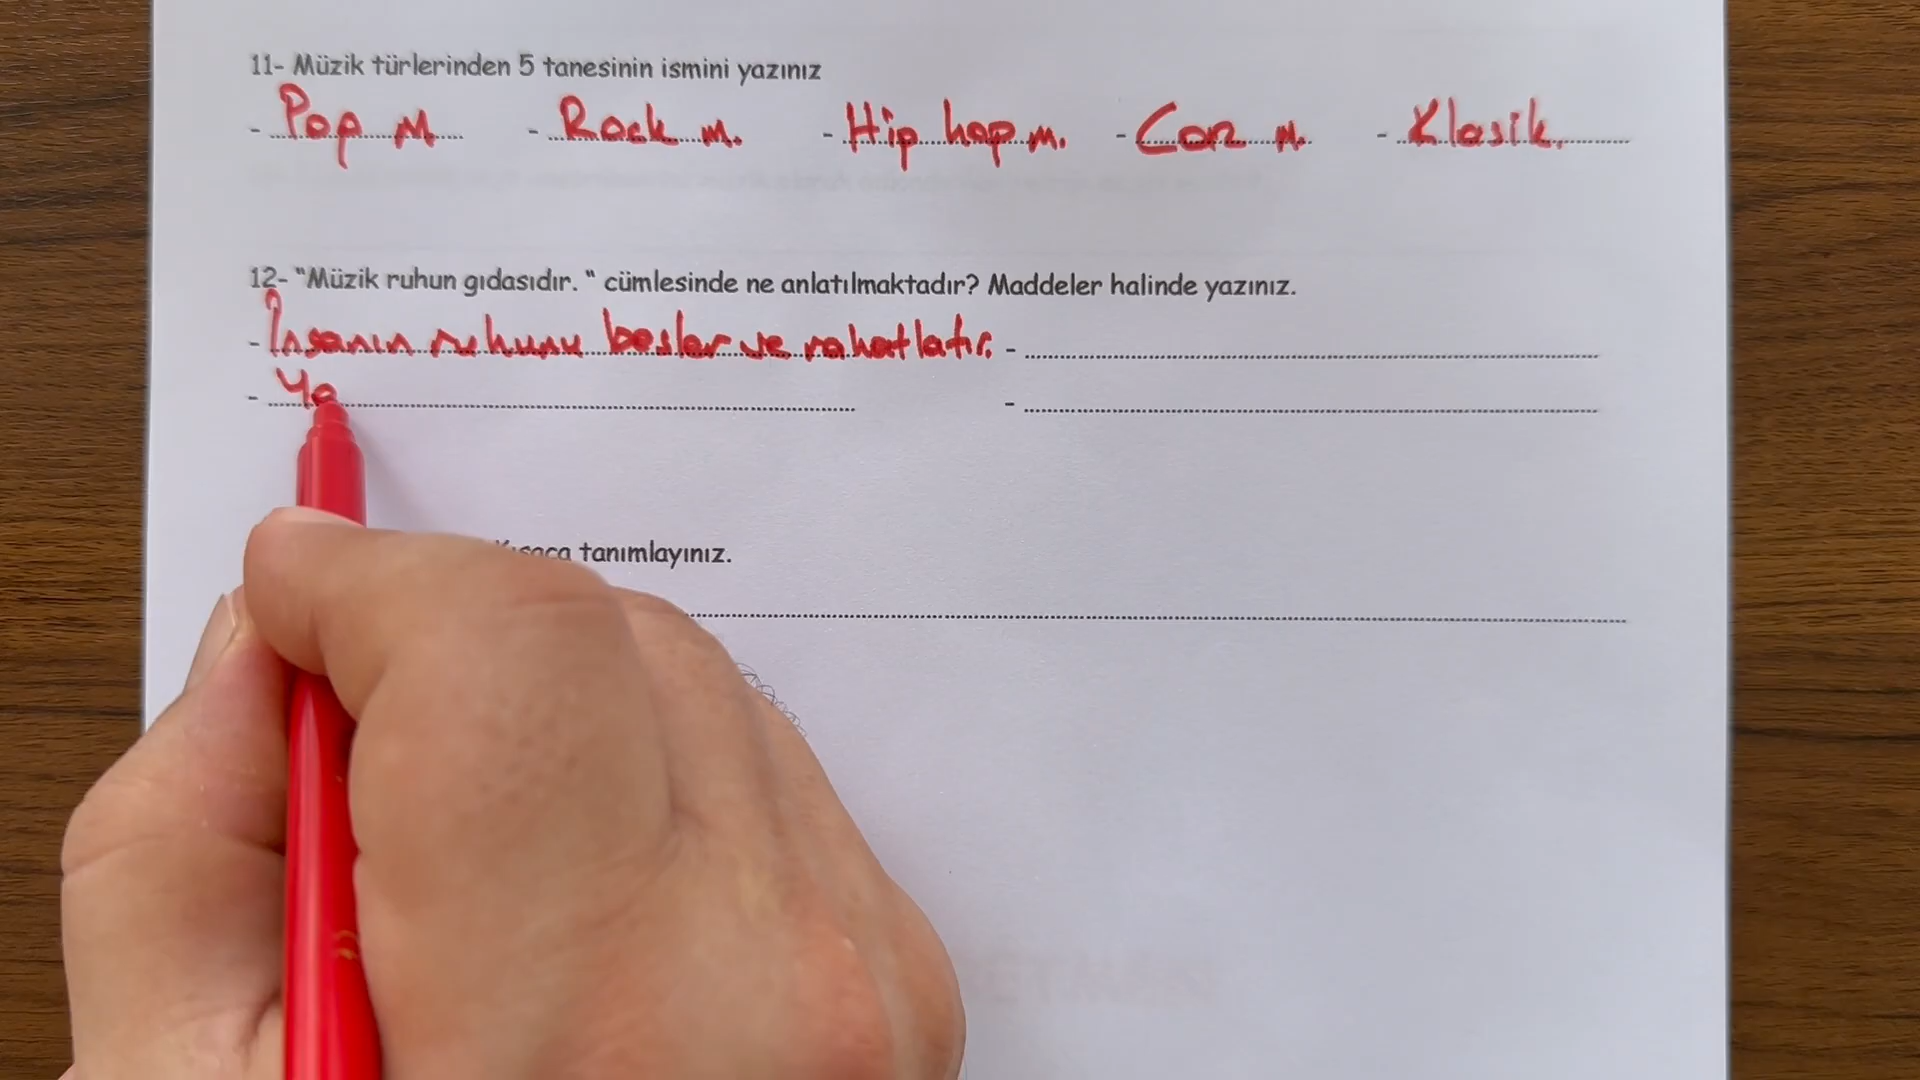 11- Müzik türlerinden 5 tanesinin ismini yazınız
- Pop M - Rock m. - Hip hop m. - Caz M. - Klasik.
12- "Müzik ruhun gıdasıdır. " cümlesinde ne anlatılmaktadır? Maddeler halinde yazınız.
- İnsanın ruhunu besler ve rahatlatır. -
- Ya -
tanımlayınız.